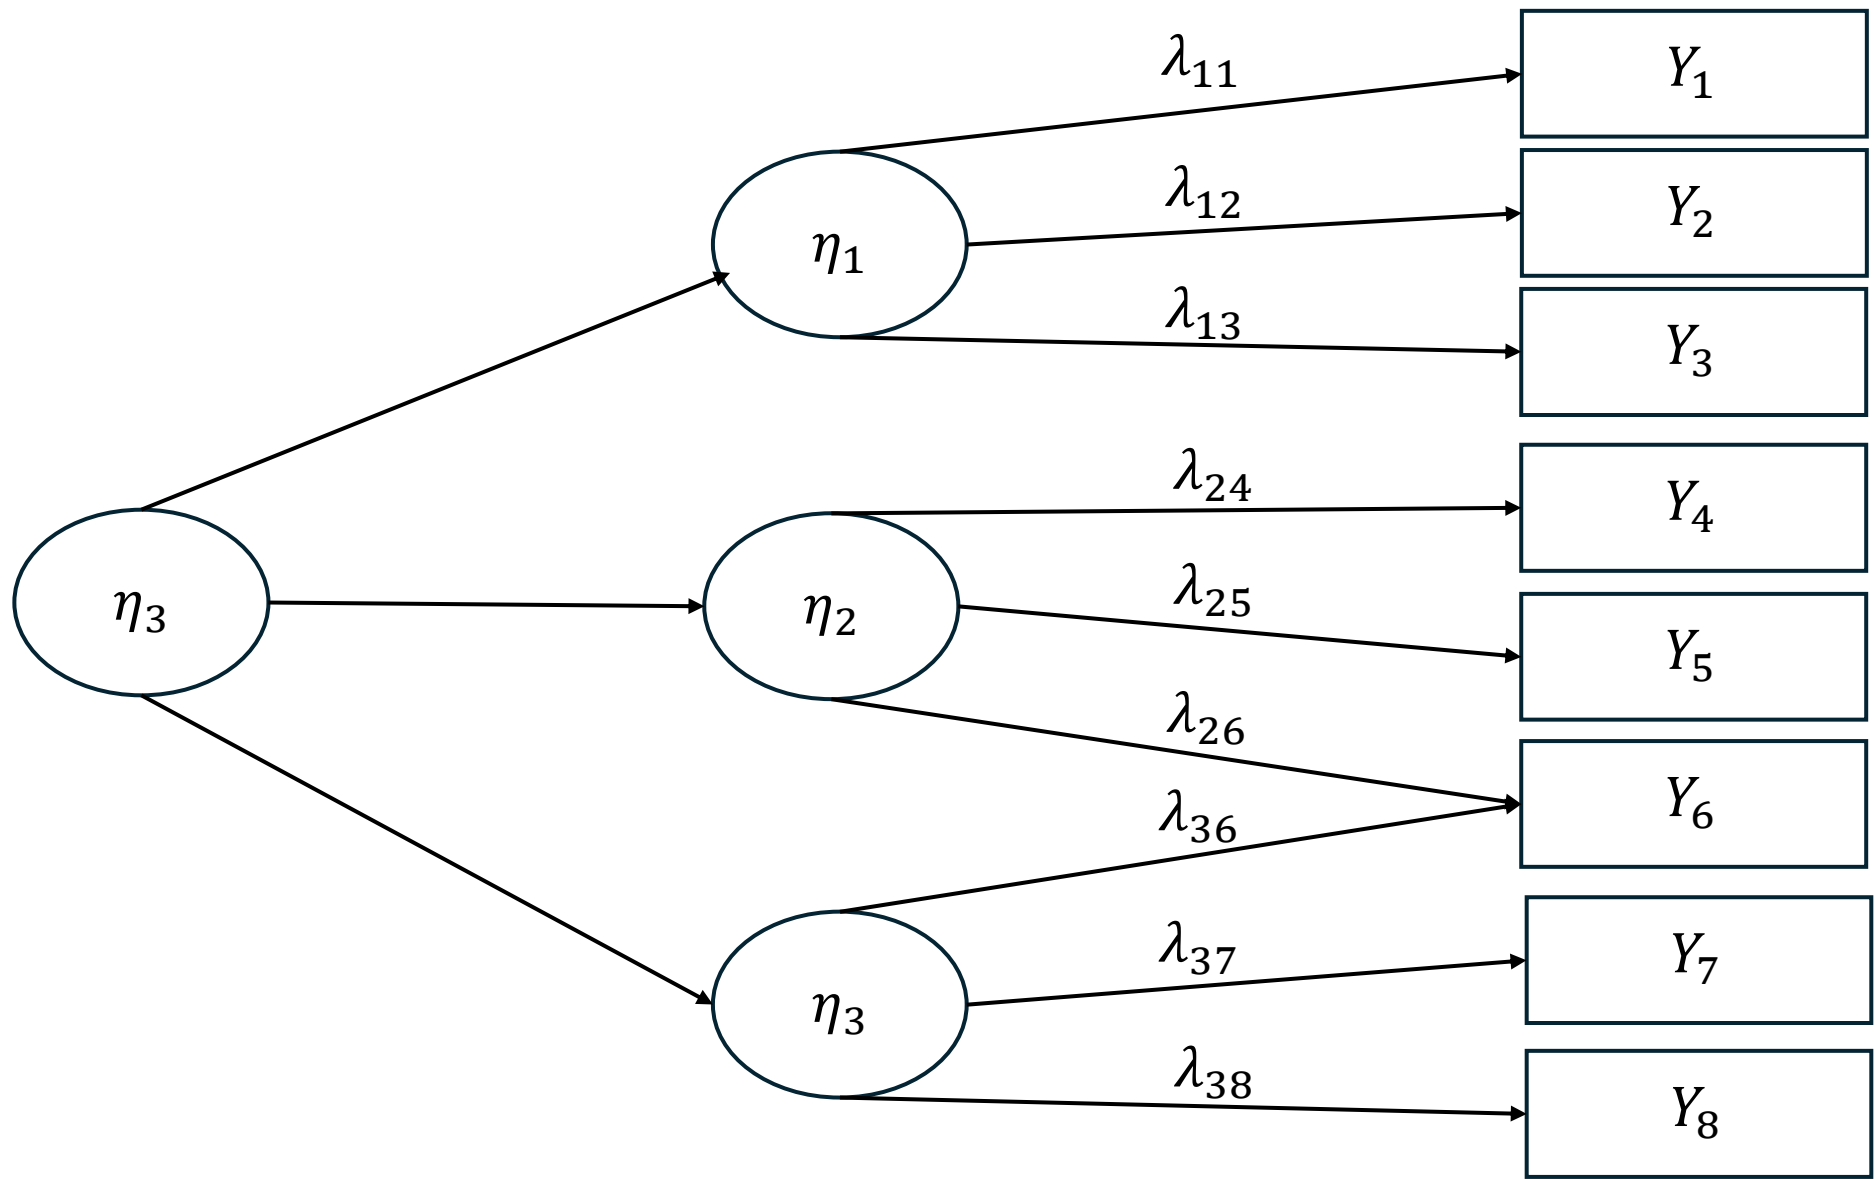 λ₁₁
Y₁
λ₁₂
Y₂
η₁
λ₁₃
Y₃
λ₂₄
Y₄
η₃
η₂
λ₂₅
Y₅
λ₂₆
Y₆
λ₃₆
λ₃₇
Y₇
η₃
λ₃₈
Y₈